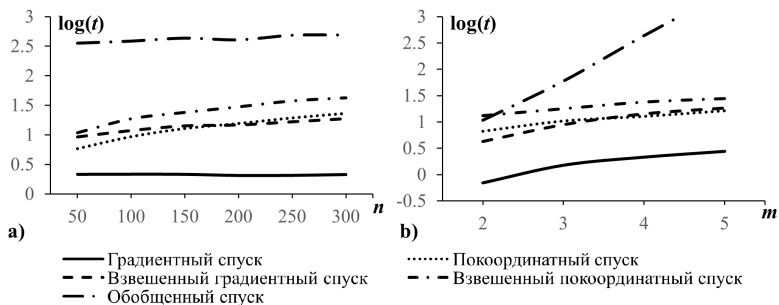 log(t)
3
2.5
2
1.5
1
0.5
0
50 100 150 200 250 300 n
a)
log(t)
3
2.5
2
1.5
1
0.5
0
-0.5
2 3 4 5 m
b)
Градиентный спуск
Взвешенный градиентный спуск
Обобщенный спуск
Покоординатный спуск
Взвешенный покоординатный спуск